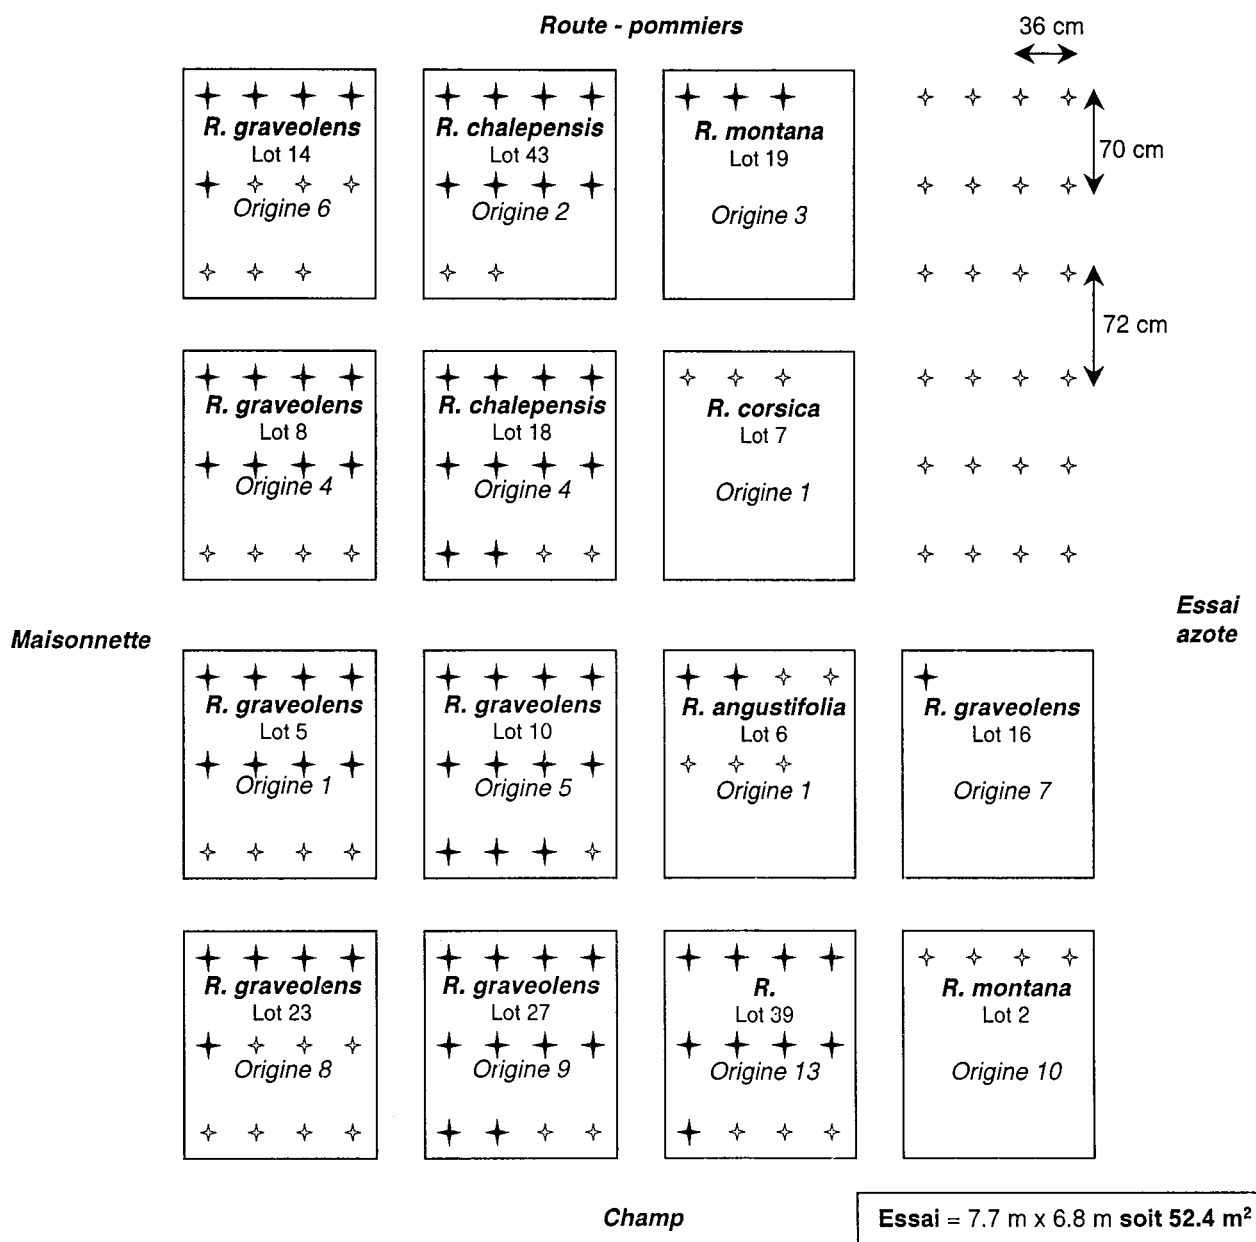 Route - pommiers
36 cm
R. graveolens
Lot 14
Origine 6
R. chalepensis
Lot 43
Origine 2
R. montana
Lot 19
Origine 3
70 cm
72 cm
R. graveolens
Lot 8
Origine 4
R. chalepensis
Lot 18
Origine 4
R. corsica
Lot 7
Origine 1
Maisonnette
Essai
azote
R. graveolens
Lot 5
Origine 1
R. graveolens
Lot 10
Origine 5
R. angustifolia
Lot 6
Origine 1
R. graveolens
Lot 16
Origine 7
R. graveolens
Lot 23
Origine 8
R. graveolens
Lot 27
Origine 9
R.
Lot 39
Origine 13
R. montana
Lot 2
Origine 10
Champ
Essai = 7.7 m x 6.8 m soit 52.4 m²